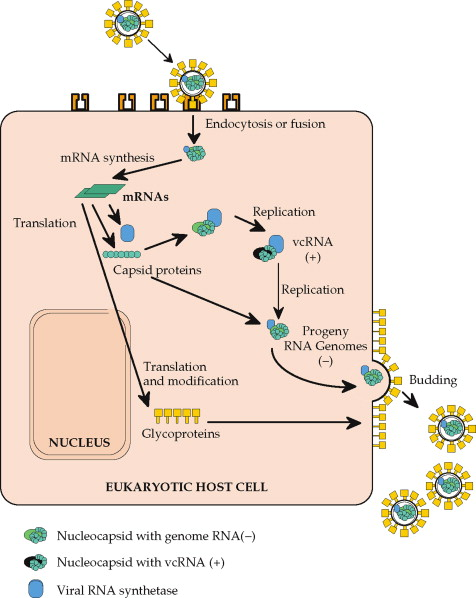 Endocytosis or fusion
mRNA synthesis
mRNAs
Translation
Replication
vcRNA
(+)
Capsid proteins
Replication
Progeny
RNA Genomes
(−)
Translation
and modification
Budding
Glycoproteins
NUCLEUS
EUKARYOTIC HOST CELL
Nucleocapsid with genome RNA(−)
Nucleocapsid with vcRNA (+)
Viral RNA synthetase